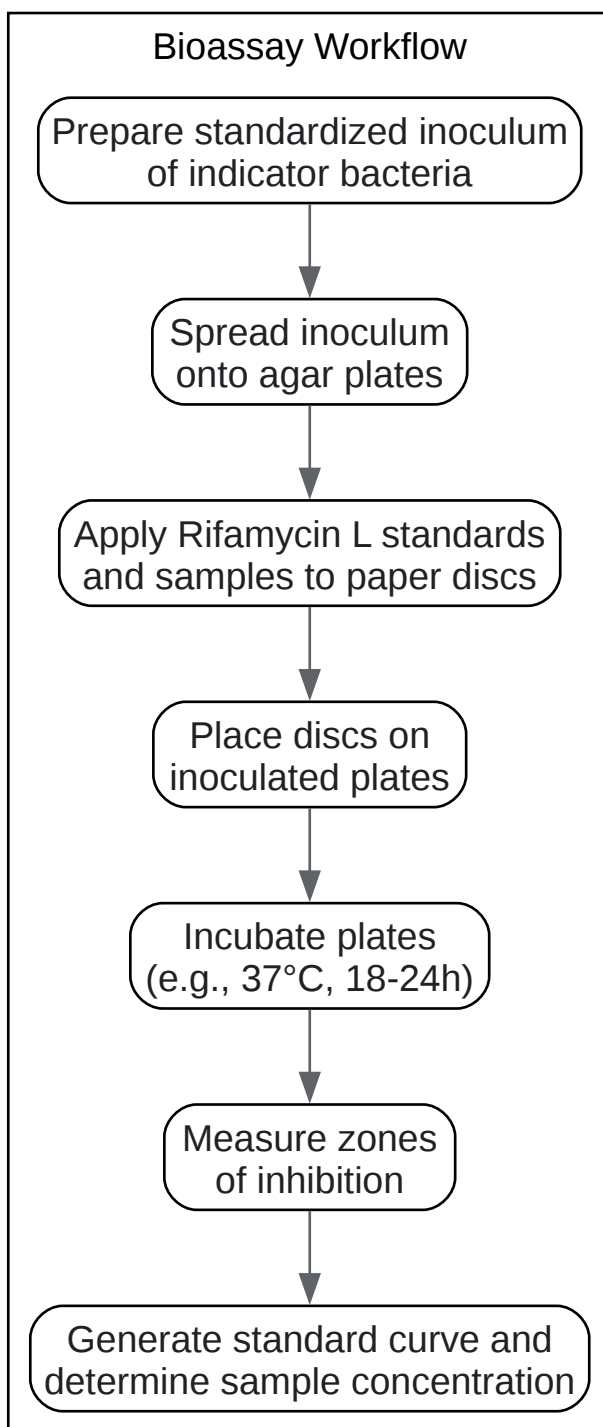 Bioassay Workflow
Prepare standardized inoculum
of indicator bacteria
Spread inoculum
onto agar plates
Apply Rifamycin L standards
and samples to paper discs
Place discs on
inoculated plates
Incubate plates
(e.g., 37°C, 18-24h)
Measure zones
of inhibition
Generate standard curve and
determine sample concentration